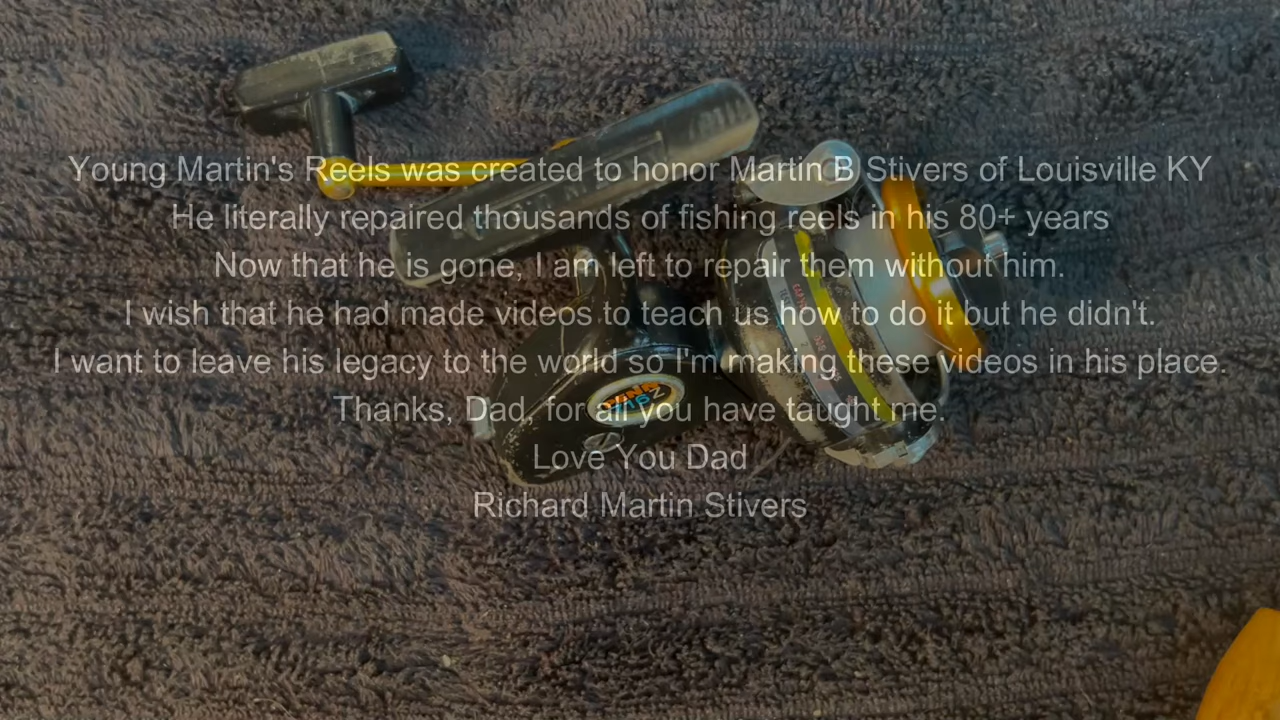 Young Martin's Reels was created to honor Martin B Stivers of Louisville KY
He literally repaired thousands of fishing reels in his 80+ years
Now that he is gone, I am left to repair them without him.
I wish that he had made videos to teach us how to do it but he didn't.
I want to leave his legacy to the world so I'm making these videos in his place.
Thanks, Dad, for all you have taught me.
Love You Dad
Richard Martin Stivers
PENN
712Z